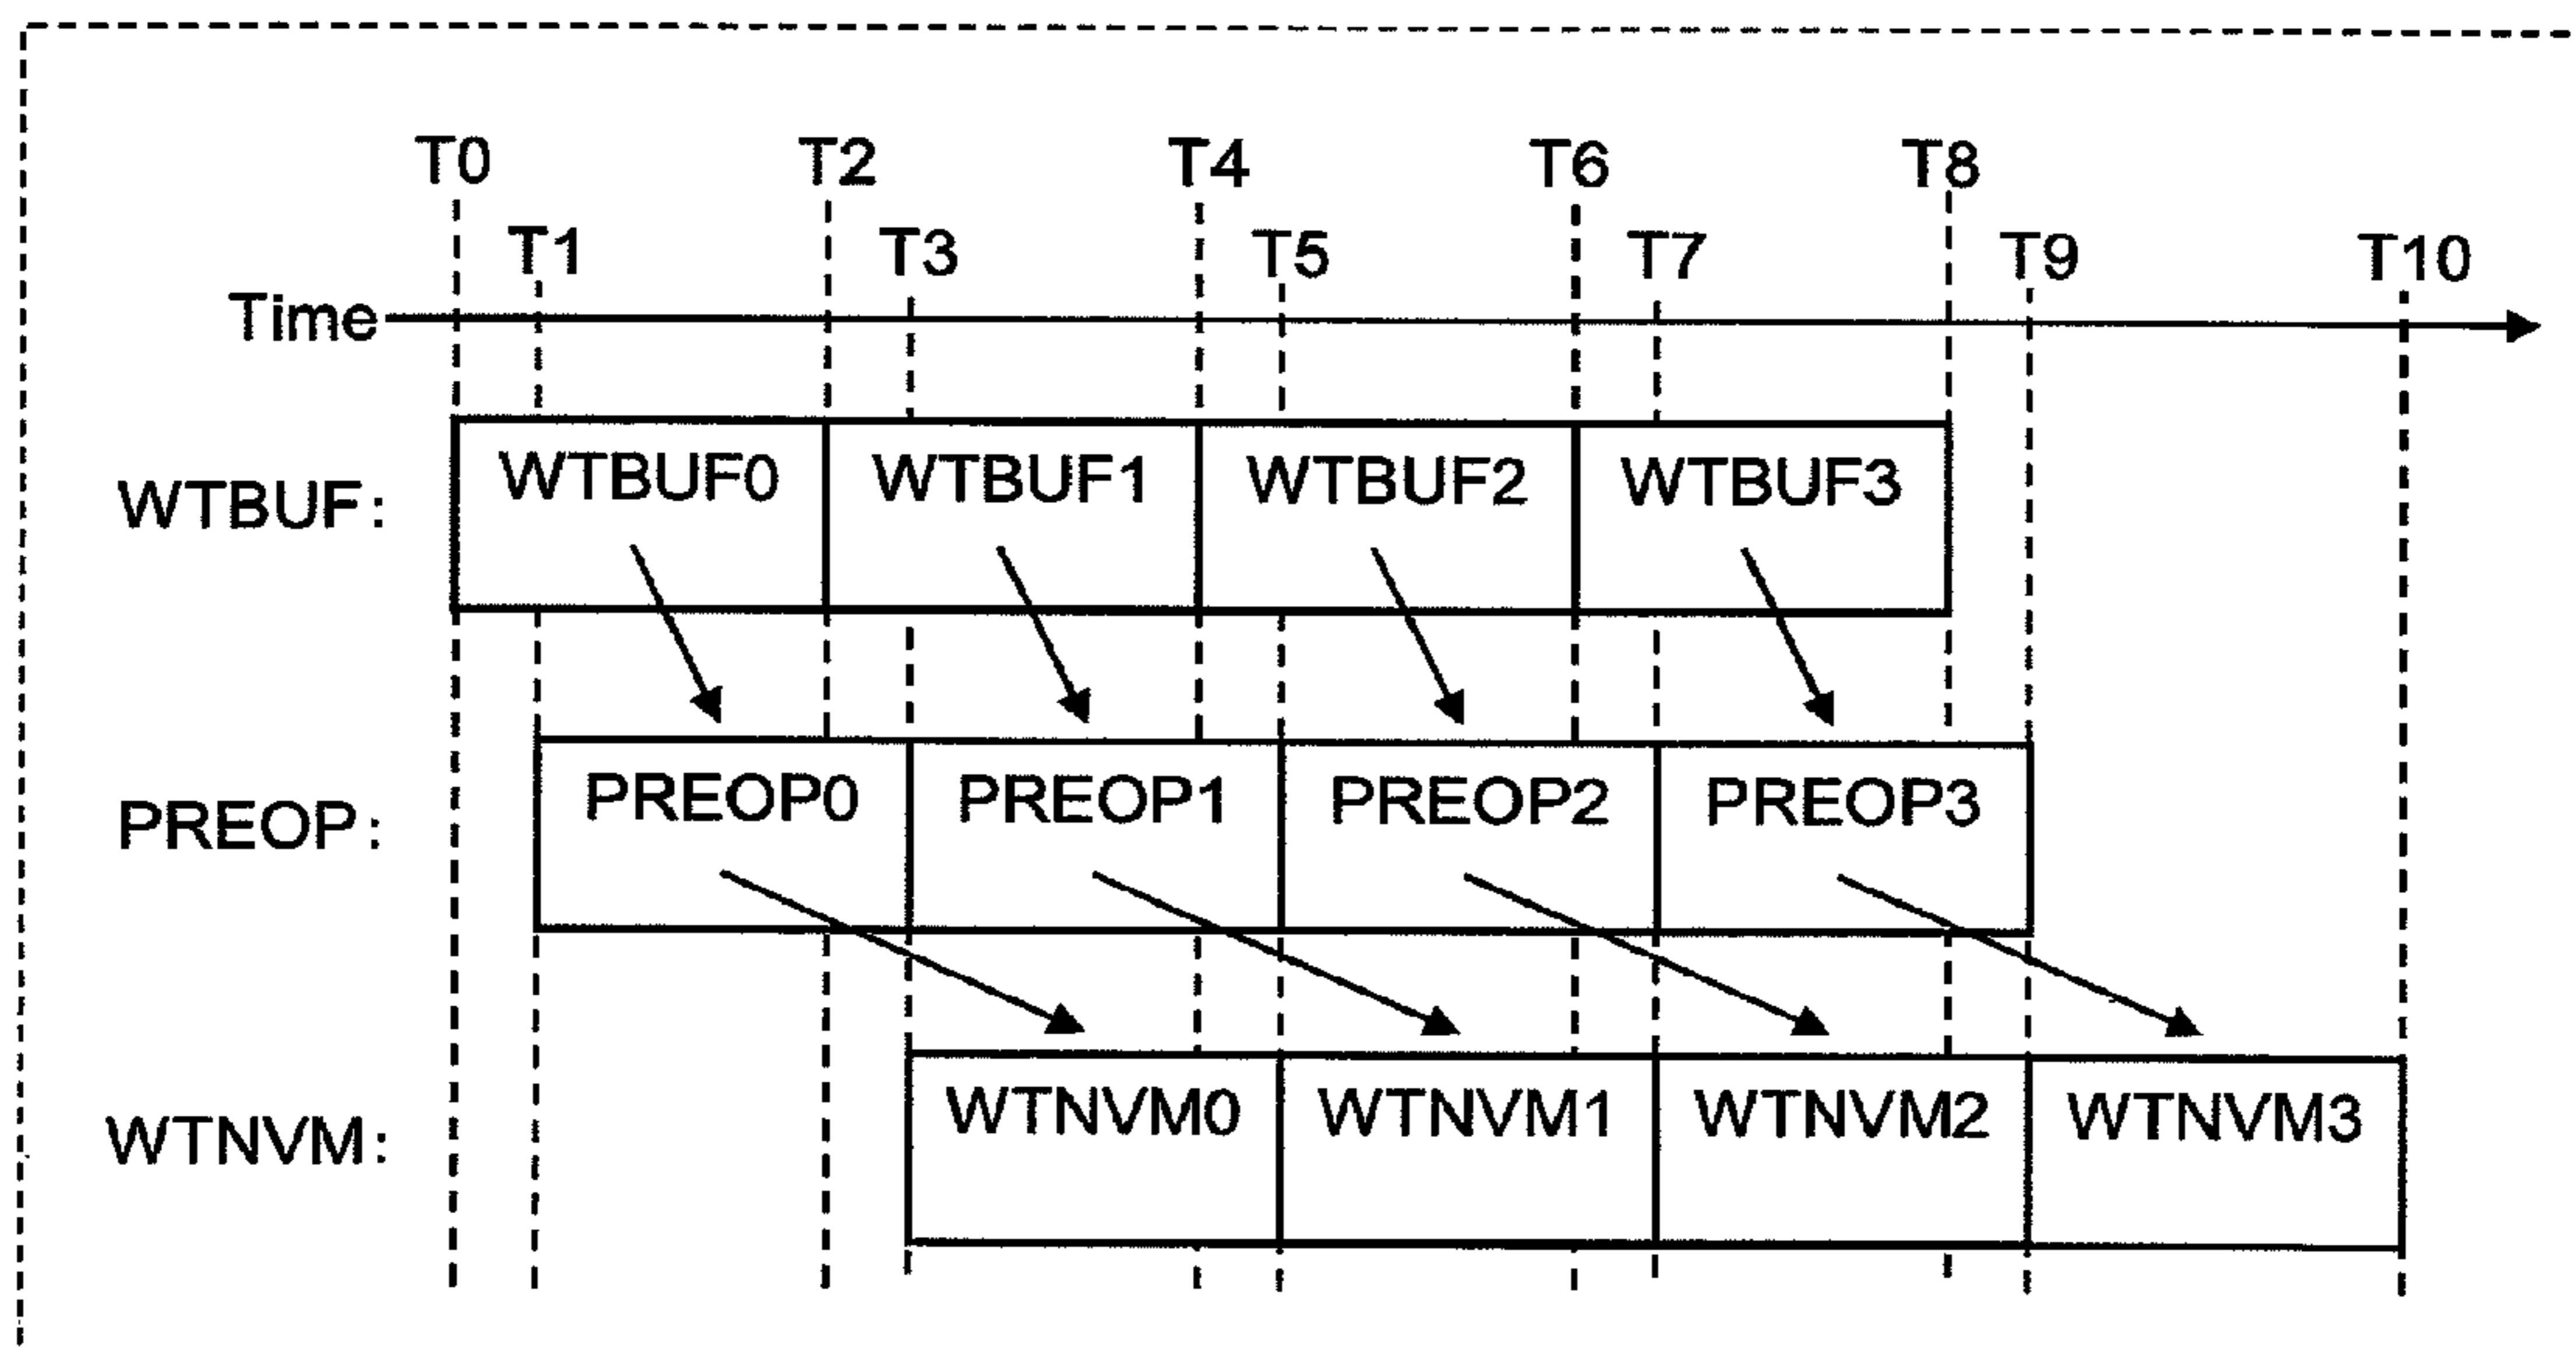 T0 T2 T4 T6 T8
T1 T3 T5 T7 T9 T10
Time
WTBUF: WTBUF0 WTBUF1 WTBUF2 WTBUF3
PREOP: PREOP0 PREOP1 PREOP2 PREOP3
WTNVM: WTNVM0 WTNVM1 WTNVM2 WTNVM3